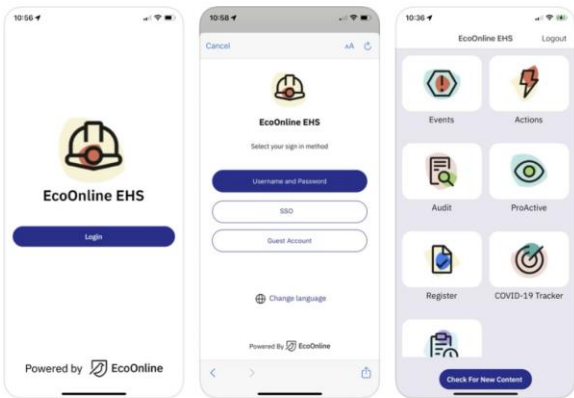 10:56
EcoOnline EHS
Login
Powered by EcoOnline
10:58
Cancel
AA
EcoOnline EHS
Select your sign in method
Username and Password
SSO
Guest Account
Change language
Powered By EcoOnline
10:36
EcoOnline EHS Logout
Events Actions
Audit ProActive
Register COVID-19 Tracker
Check For New Content